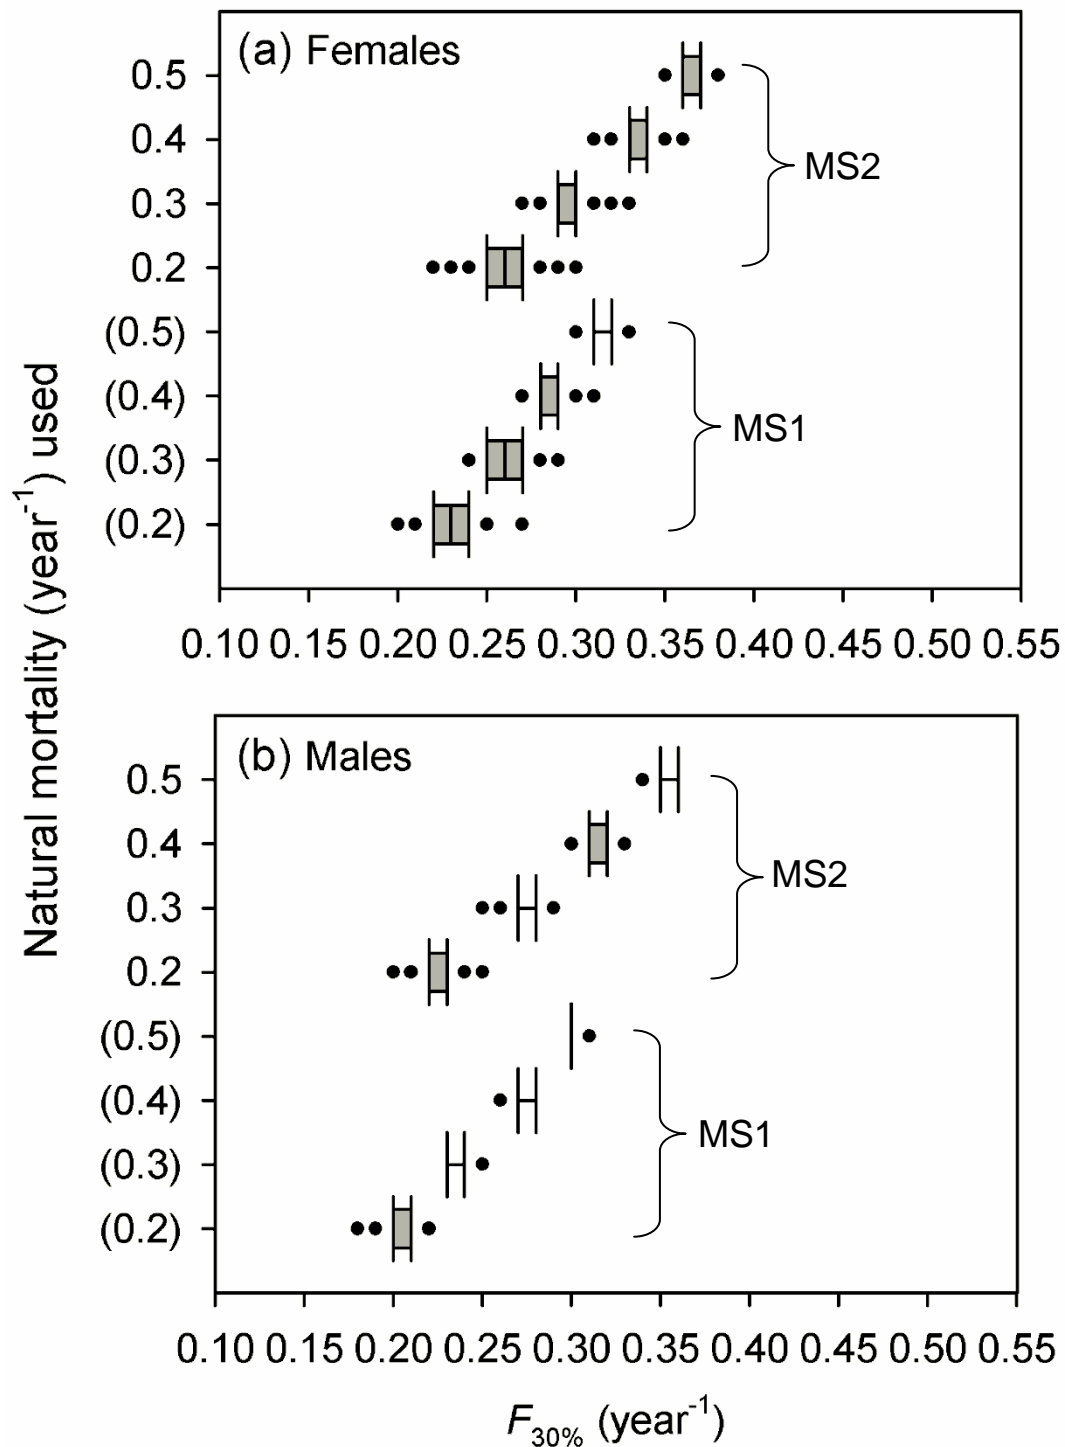 (a) Females
0.5
0.4
MS2
0.3
0.2
(0.5)
(0.4)
MS1
(0.3)
(0.2)
0.10 0.15 0.20 0.25 0.30 0.35 0.40 0.45 0.50 0.55
Natural mortality (year-1) used
(b) Males
0.5
0.4
MS2
0.3
0.2
(0.5)
(0.4)
MS1
(0.3)
(0.2)
0.10 0.15 0.20 0.25 0.30 0.35 0.40 0.45 0.50 0.55
F30% (year-1)